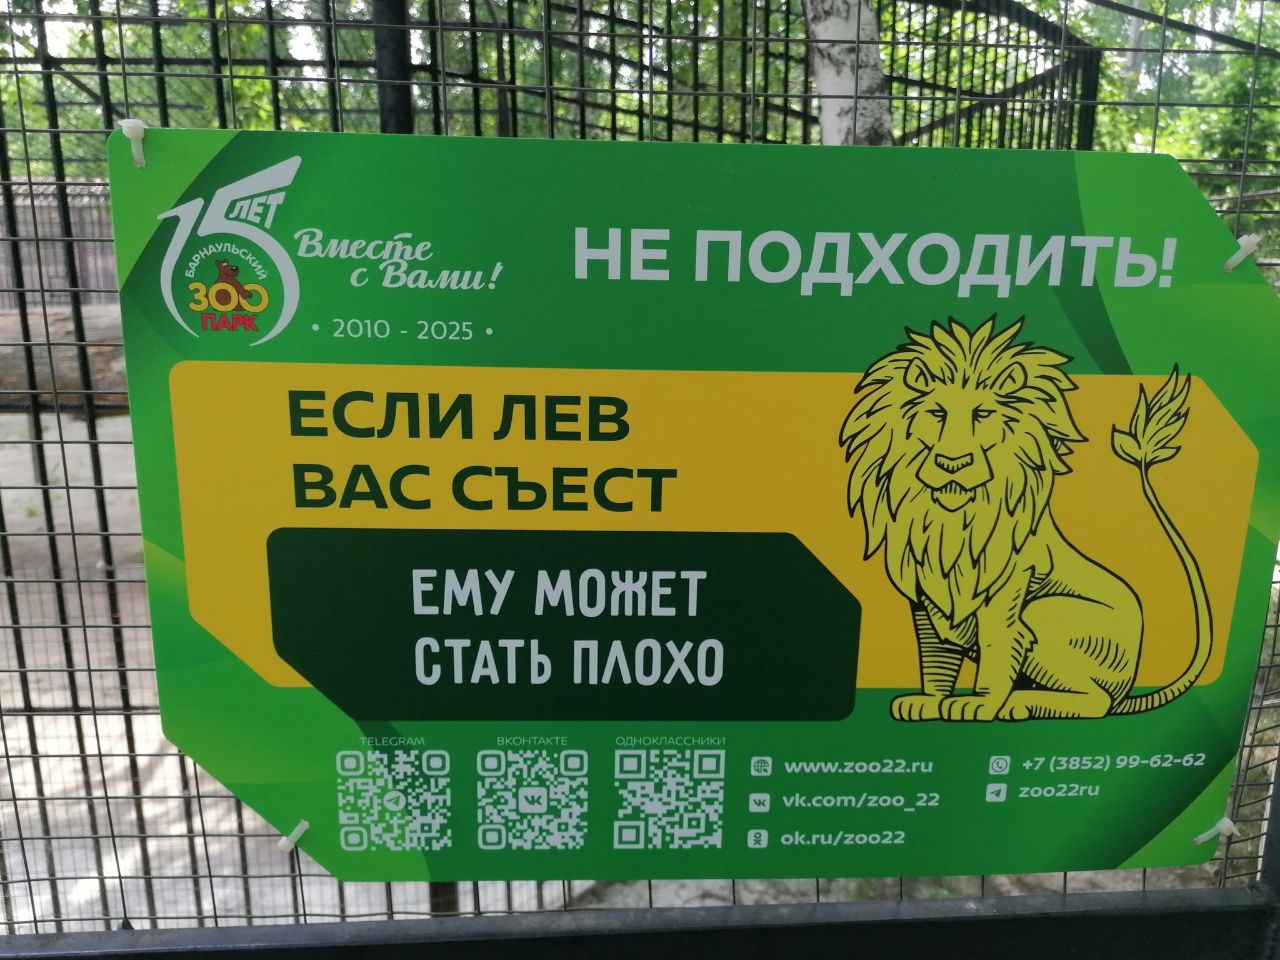 15 ЛЕТ
БАРНАУЛЬСКИЙ
ЗОО
ПАРК
Вместе
с Вами!
• 2010 - 2025 •
НЕ ПОДХОДИТЬ!
ЕСЛИ ЛЕВ
ВАС СЪЕСТ
ЕМУ МОЖЕТ
СТАТЬ ПЛОХО
TELEGRAM
ВКОНТАКТЕ
ОДНОКЛАССНИКИ
www.zoo22.ru
vk.com/zoo_22
ok.ru/zoo22
+7 (3852) 99-62-62
zoo22ru